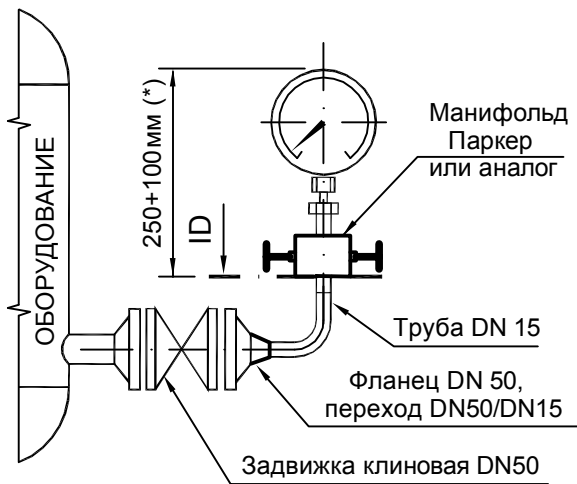 Манифольд
Паркер
или аналог
250+100мм (*)
ID
ОБОРУДОВАНИЕ
Труба DN 15
Фланец DN 50,
переход DN50/DN15
Задвижка клиновая DN50